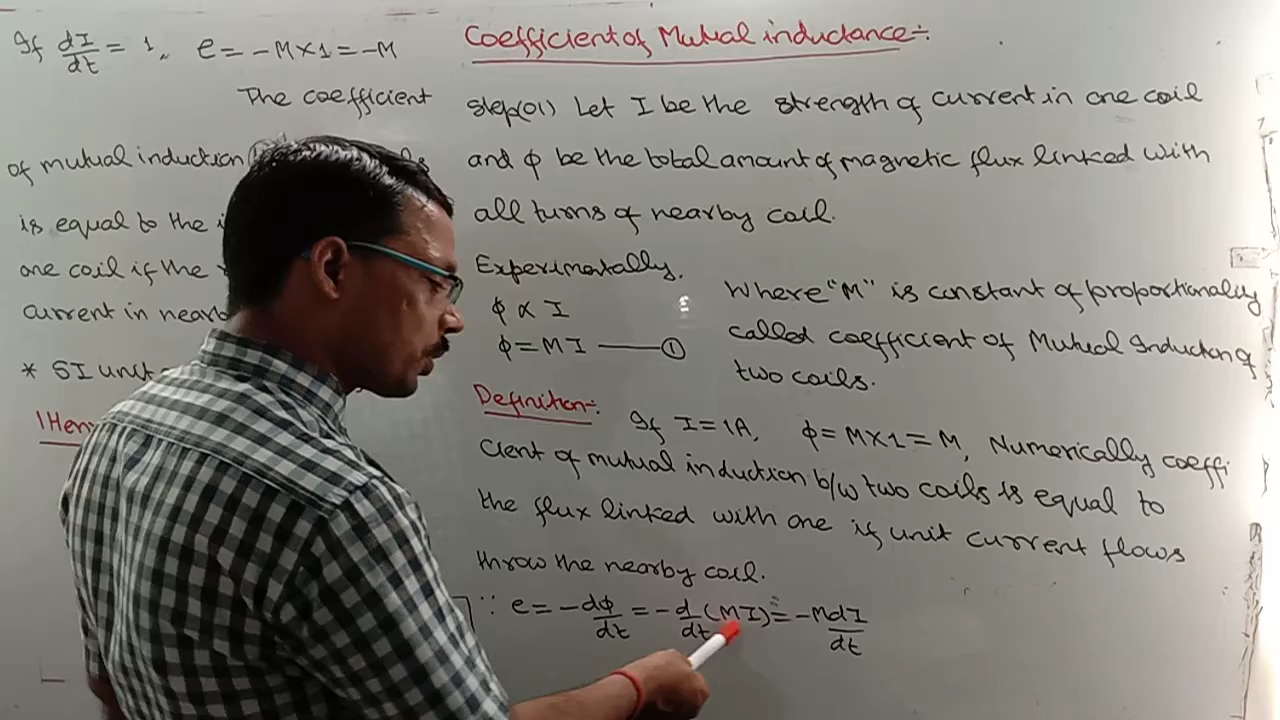 Coefficient of Mutual inductance:-
step(01) Let I be the strength of current in one coil
and φ be the total amount of magnetic flux linked with
all turns of nearby coil.
Experimentally,
φ ∝ I
φ = MI ——— ①
Where "M" is constant of proportionality
called coefficient of Mutual Induction of
two coils.
Definition:-
If I = 1A, φ = M×1 = M, Numerically coeffi
cient of mutual induction b/w two coils is equal to
the flux linked with one if unit current flows
throw the nearby coil.
∵ e = -dφ/dt = -d/dt (MI) = -MdI/dt
If dI/dt = 1, e = -M×1 = -M
The coefficient
of mutual induction
is equal to the
one coil if the
current in
* SI unit